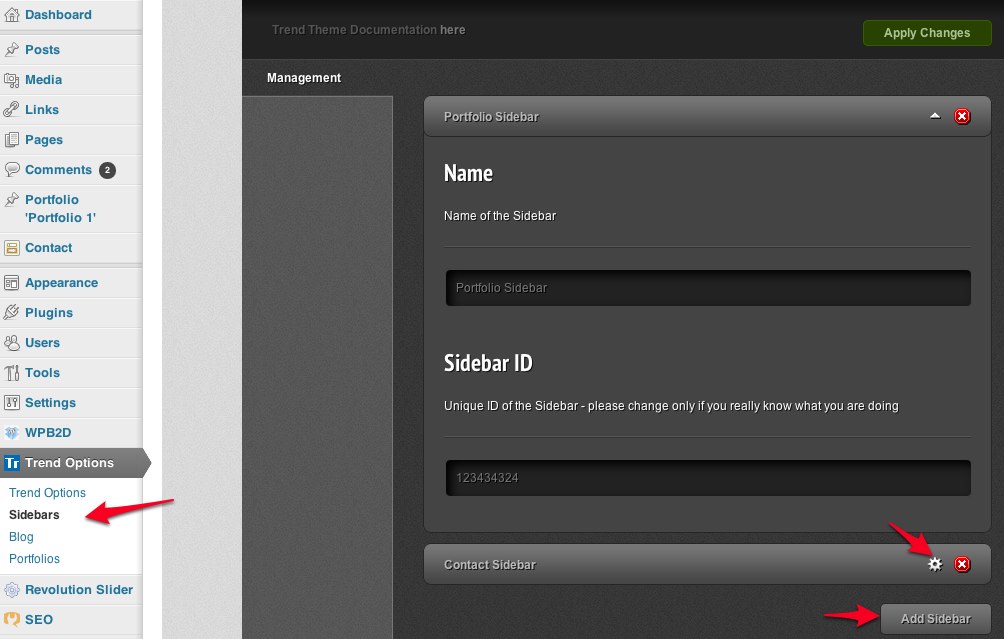 Dashboard
Posts
Media
Links
Pages
Comments 2
Portfolio
'Portfolio 1'
Contact
Appearance
Plugins
Users
Tools
Settings
WPB2D
Tr Trend Options
Trend Options
Sidebars
Blog
Portfolios
Revolution Slider
SEO
Trend Theme Documentation here
Apply Changes
Management
Portfolio Sidebar
Name
Name of the Sidebar
Portfolio Sidebar
Sidebar ID
Unique ID of the Sidebar - please change only if you really know what you are doing
123434324
Contact Sidebar
Add Sidebar